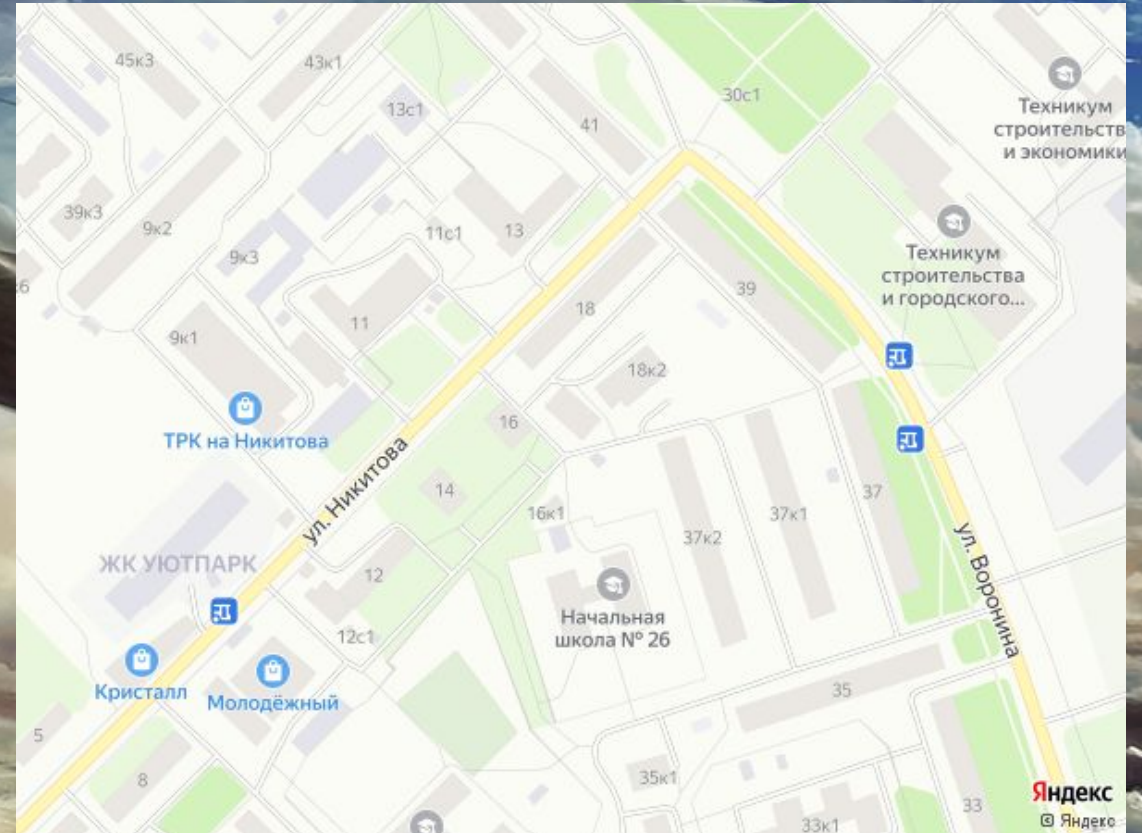 45к3
43к1
13с1
41
30с1
Техникум
строительств
и экономики
39к3
9к2
9к3
11с1
13
Техникум
строительства
и городского...
6
9к1
11
18
39
18к2
ТРК на Никитова
16
ул. Никитова
14
16к1
37
37к1
37к2
ЖК УЮТПАРК
12
Начальная
школа № 26
ул. Воронина
12с1
Кристалл
Молодёжный
35
5
8
35к1
33к1
33
Яндекс
© Яндекс